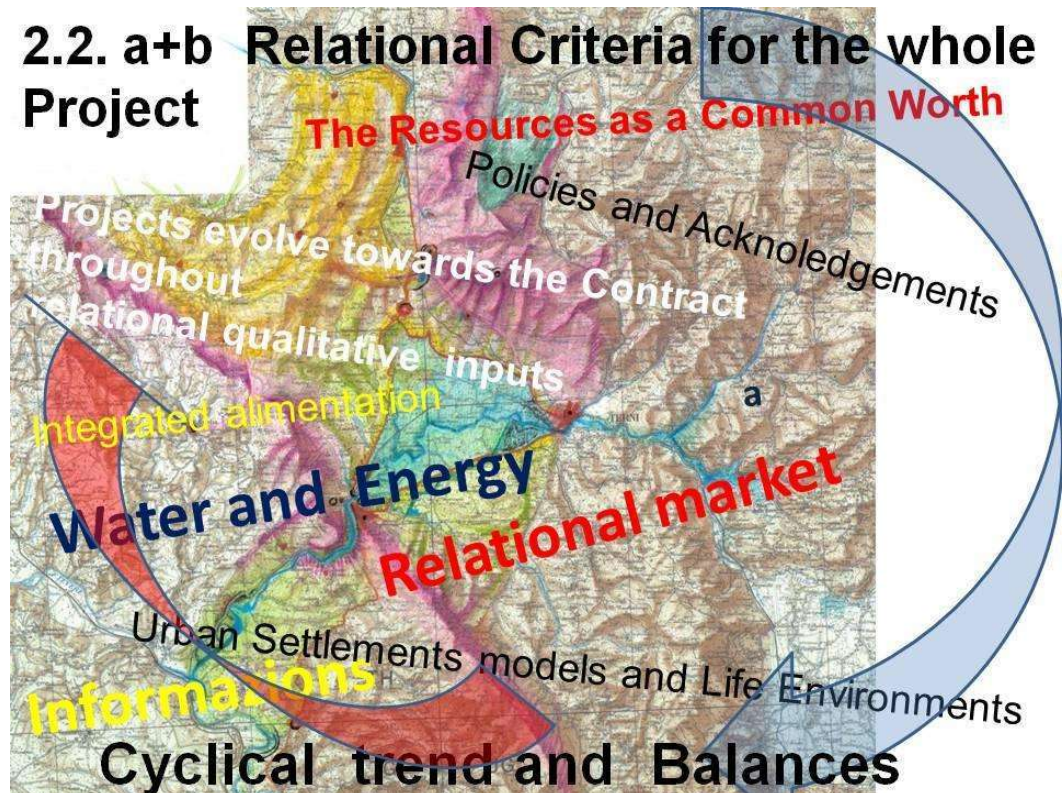 2.2. a+b Relational Criteria for the whole
Project
The Resources as a Common Worth
Policies and Acknoledgements
Projects evolve towards the Contract
throughout
relational qualitative inputs
a
Integrated alimentation
Water and Energy
Relational market
Urban Settlements models and Life Environments
Informazions
Cyclical trend and Balances